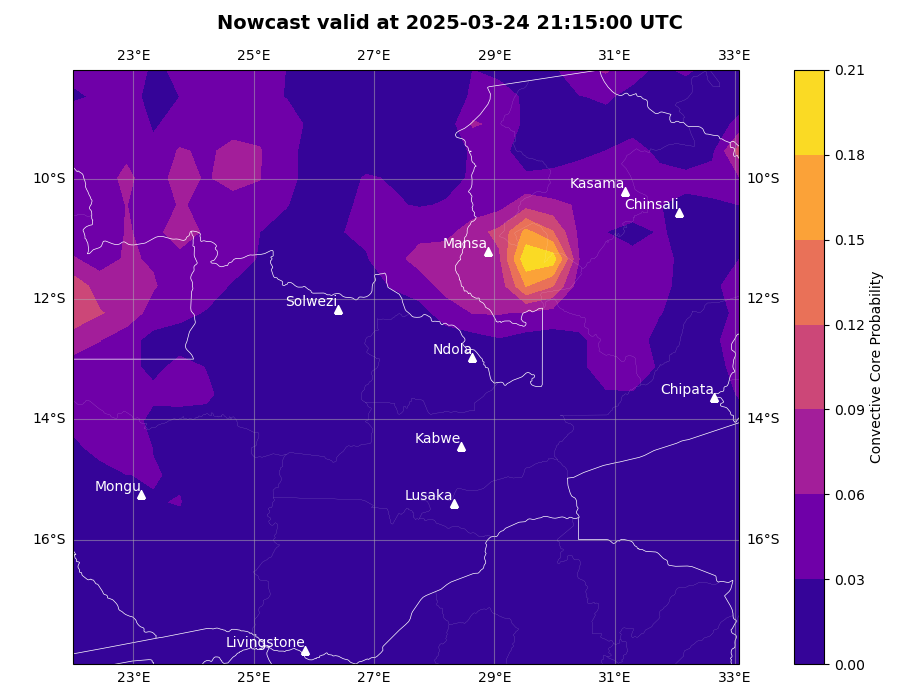 Nowcast valid at 2025-03-24 21:15:00 UTC
23°E 25°E 27°E 29°E 31°E 33°E
0.21
0.18
10°S Kasama 10°S
Chinsali
0.15
Mansa
12°S 12°S
Solwezi
0.12
Ndola
Chipata
0.09
14°S 14°S
Kabwe
Convective Core Probability
Mongu
0.06
Lusaka
16°S 16°S
0.03
Livingstone
0.00
23°E 25°E 27°E 29°E 31°E 33°E